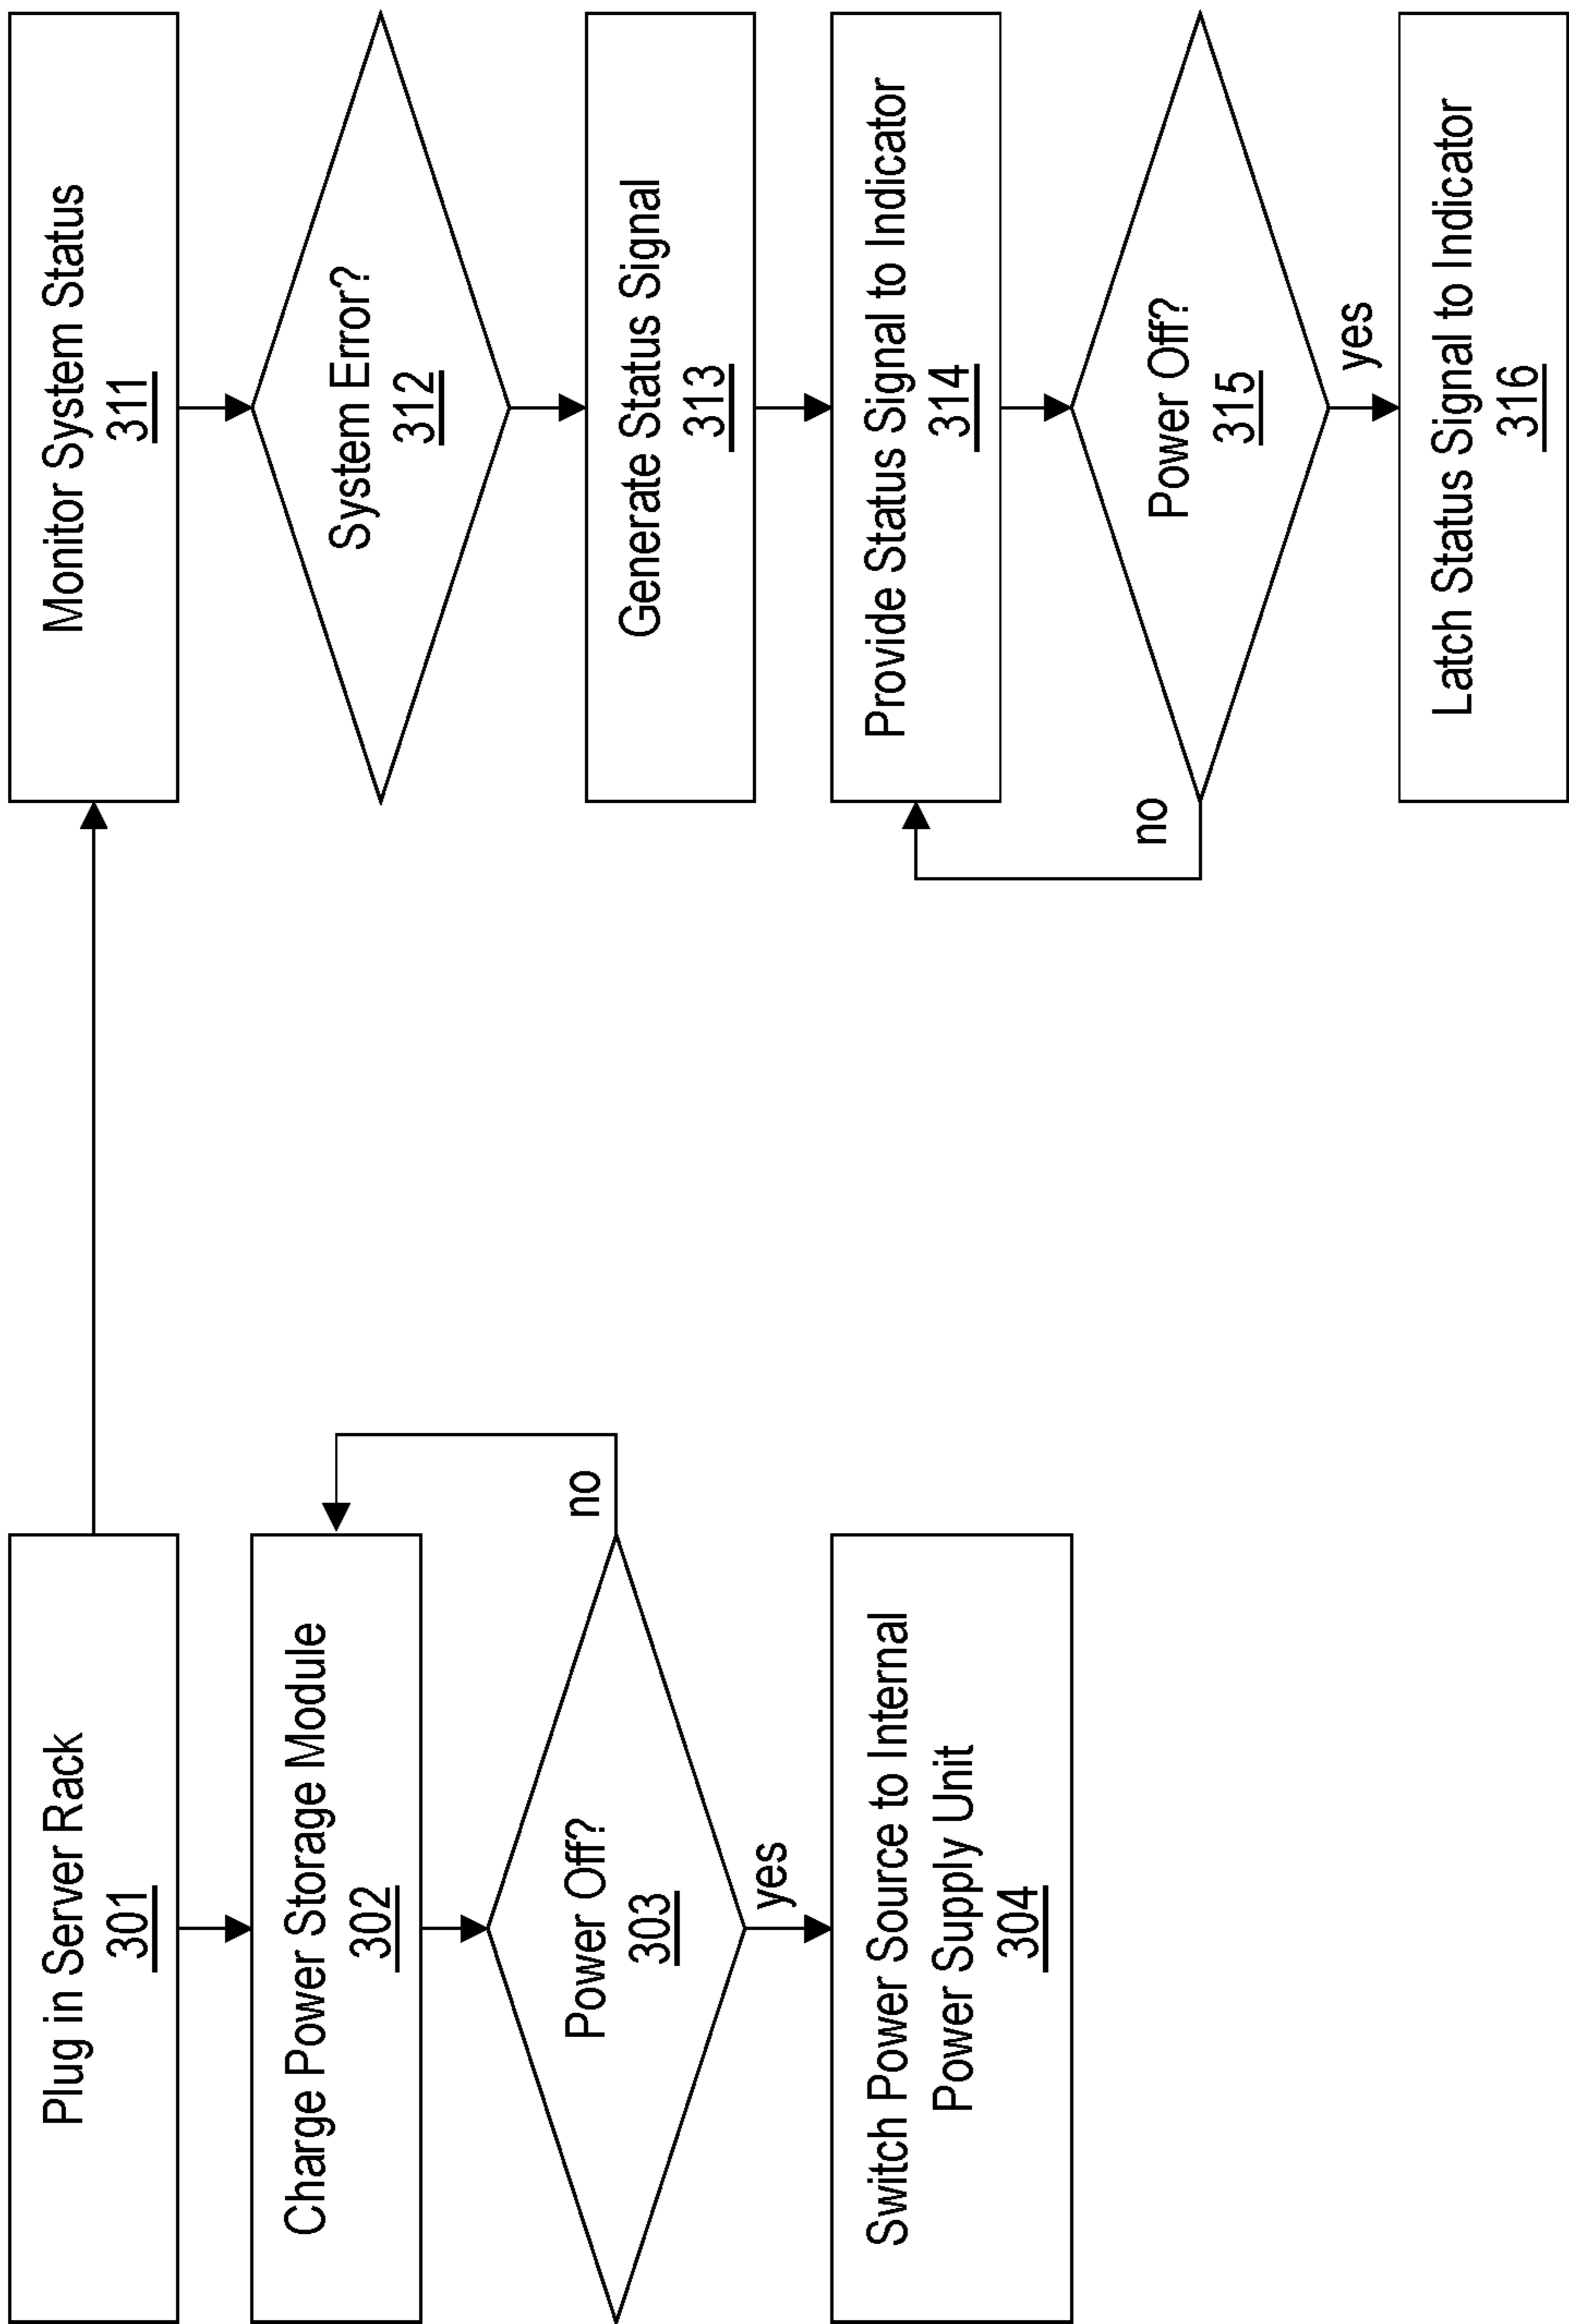 Plug in Server Rack
301
Charge Power Storage Module
302
Power Off?
303
no
yes
Switch Power Source to Internal
Power Supply Unit
304
Monitor System Status
311
System Error?
312
Generate Status Signal
313
Provide Status Signal to Indicator
314
Power Off?
315
no
yes
Latch Status Signal to Indicator
316